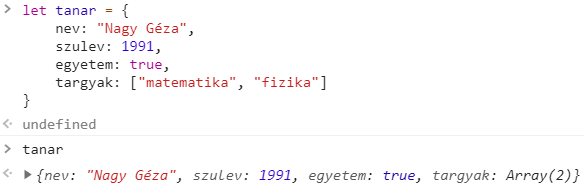 > let tanar = {
nev: "Nagy Géza",
szulev: 1991,
egyetem: true,
targyak: ["matematika", "fizika"]
}
undefined
> tanar
{nev: "Nagy Géza", szulev: 1991, egyetem: true, targyak: Array(2)}